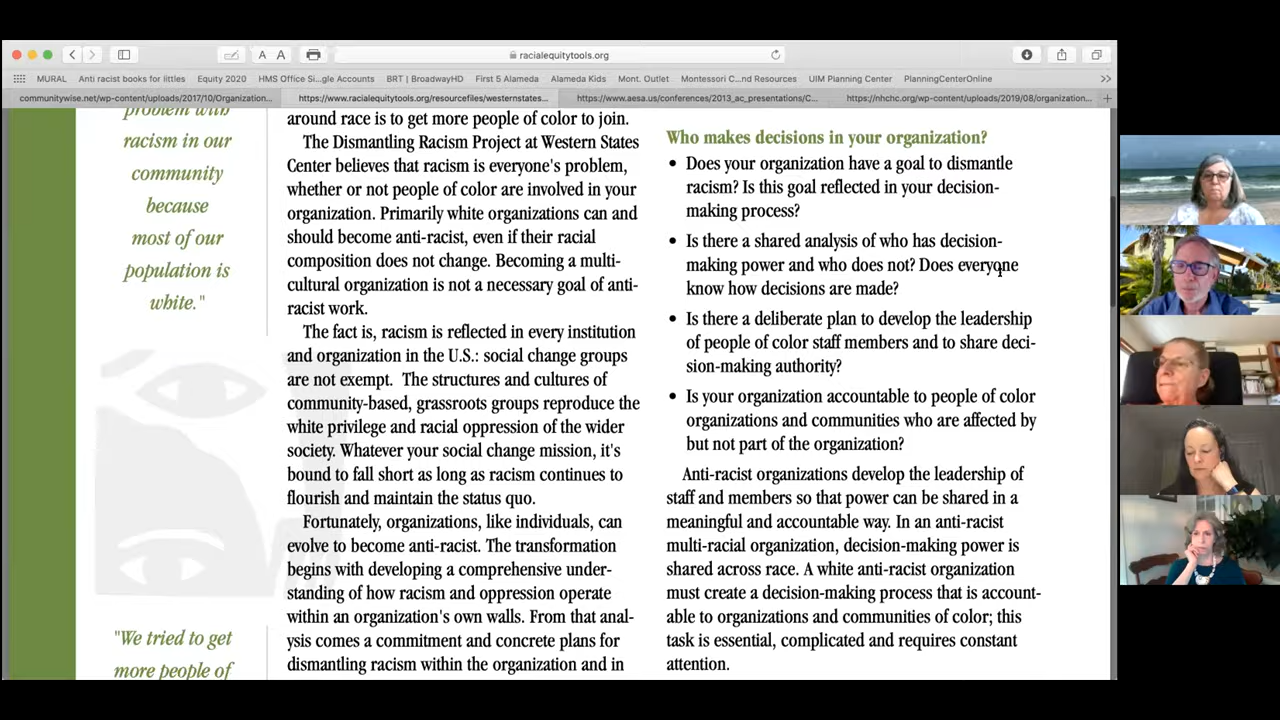 racialequitytools.org
A A
MURAL Anti racist books for littles Equity 2020 HMS Office Si...gle Accounts BRT | BroadwayHD First 5 Alameda Alameda Kids Mont. Outlet Montessori C...nd Resources UIM Planning Center PlanningCenterOnline
communitywise.net/wp-content/uploads/2017/10/Organization... https://www.racialequitytools.org/resourcefiles/westernstates... https://www.aesa.us/conferences/2013_ac_presentations/C... https://nhchc.org/wp-content/uploads/2019/08/organization...
problem with
racism in our
community
because
most of our
population is
white."
"We tried to get
more people of
around race is to get more people of color to join.
The Dismantling Racism Project at Western States
Center believes that racism is everyone's problem,
whether or not people of color are involved in your
organization. Primarily white organizations can and
should become anti-racist, even if their racial
composition does not change. Becoming a multi-
cultural organization is not a necessary goal of anti-
racist work.
The fact is, racism is reflected in every institution
and organization in the U.S.: social change groups
are not exempt. The structures and cultures of
community-based, grassroots groups reproduce the
white privilege and racial oppression of the wider
society. Whatever your social change mission, it's
bound to fall short as long as racism continues to
flourish and maintain the status quo.
Fortunately, organizations, like individuals, can
evolve to become anti-racist. The transformation
begins with developing a comprehensive under-
standing of how racism and oppression operate
within an organization's own walls. From that anal-
ysis comes a commitment and concrete plans for
dismantling racism within the organization and in
Who makes decisions in your organization?
• Does your organization have a goal to dismantle
racism? Is this goal reflected in your decision-
making process?
• Is there a shared analysis of who has decision-
making power and who does not? Does everyone
know how decisions are made?
• Is there a deliberate plan to develop the leadership
of people of color staff members and to share deci-
sion-making authority?
• Is your organization accountable to people of color
organizations and communities who are affected by
but not part of the organization?
Anti-racist organizations develop the leadership of
staff and members so that power can be shared in a
meaningful and accountable way. In an anti-racist
multi-racial organization, decision-making power is
shared across race. A white anti-racist organization
must create a decision-making process that is account-
able to organizations and communities of color; this
task is essential, complicated and requires constant
attention.